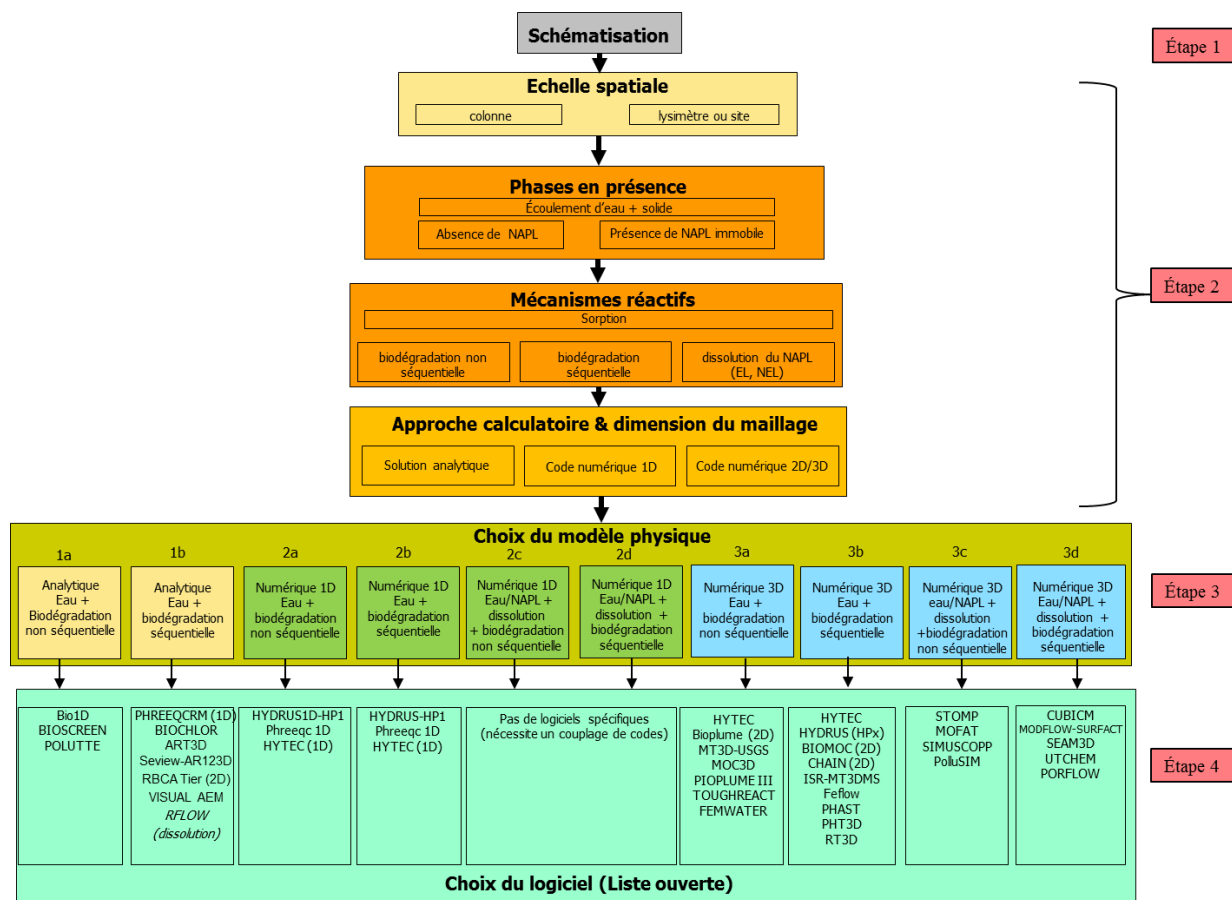 Schématisation
Étape 1
Echelle spatiale
colonne
lysimètre ou site
Phases en présence
Écoulement d'eau + solide
Absence de NAPL
Présence de NAPL immobile
Étape 2
Mécanismes réactifs
Sorption
biodégradation non
séquentielle
biodégradation
séquentielle
dissolution du NAPL
(EL, NEL)
Approche calculatoire & dimension du maillage
Solution analytique
Code numérique 1D
Code numérique 2D/3D
Choix du modèle physique
1a
1b
2a
2b
2c
2d
3a
3b
3c
3d
Analytique
Eau +
Biodégradation
non séquentielle
Analytique
Eau +
biodégradation
séquentielle
Numérique 1D
Eau +
biodégradation
non séquentielle
Numérique 1D
Eau +
biodégradation
séquentielle
Numérique 1D
Eau/NAPL +
dissolution
+ biodégradation
non séquentielle
Numérique 1D
Eau/NAPL +
dissolution +
biodégradation
séquentielle
Numérique 3D
Eau +
biodégradation
non séquentielle
Numérique 3D
Eau +
biodégradation
séquentielle
Numérique 3D
eau/NAPL +
dissolution
+biodégradation
non séquentielle
Numérique 3D
Eau/NAPL +
dissolution +
biodégradation
séquentielle
Étape 3
Bio1D
BIOSCREEN
POLUTTE
PHREEQCRM (1D)
BIOCHLOR
ART3D
Seview-AR123D
RBCA Tier (2D)
VISUAL AEM
RFLOW
(dissolution)
HYDRUS1D-HP1
Phreeqc 1D
HYTEC (1D)
HYDRUS-HP1
Phreeqc 1D
HYTEC (1D)
Pas de logiciels spécifiques
(nécessite un couplage de codes)
HYTEC
Bioplume (2D)
MT3D-USGS
MOC3D
PIOPLUME III
TOUGHREACT
FEMWATER
HYTEC
HYDRUS (HPx)
BIOMOC (2D)
CHAIN (2D)
ISR-MT3DMS
Feflow
PHAST
PHT3D
RT3D
STOMP
MOFAT
SIMUSCOPP
PolluSIM
CUBICM
MODFLOW-SURFACT
SEAM3D
UTCHEM
PORFLOW
Étape 4
Choix du logiciel (Liste ouverte)